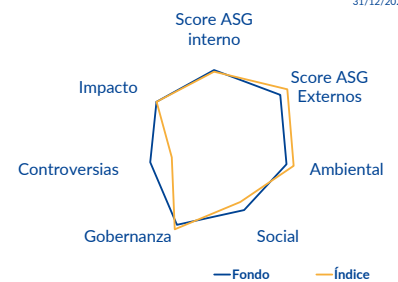 Score ASG
interno
Score ASG
Externos
Impacto
Ambiental
Controversias
Gobernanza
Social
Fondo
Índice